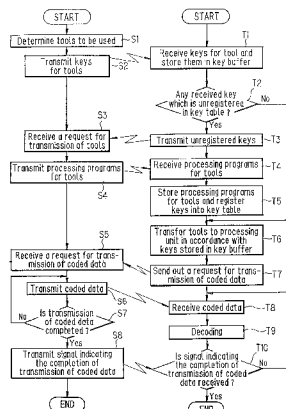 START
Determine tools to be used
S1
Transmit keys
for tools
S2
S3
Receive a request for
transmission of tools
Transmit processing programs
for tools
S4
S5
Receive a request for trans-
mission of coded data
Transmit coded data
S6
Is transmission
of coded data
completed ?
S7
No
Yes
S8
Transmit signal indicating
the completion of
transmission of coded data
END
START
T1
Receive keys for tool and
store them in key buffer
T2
Any received key
which is unregistered
in key table ?
No
Yes
Transmit unregistered keys
T3
Receive processing programs
for tools
T4
Store processing programs
for tools and register
keys into key table
T5
Transfer tools to processing
unit in accordance with
keys stored in key buffer
T6
Send out a request for trans-
mission of coded data
T7
Receive coded data
T8
Decoding
T9
T10
Is signal indicating
the completion of
transmission of coded data
received ?
No
Yes
END